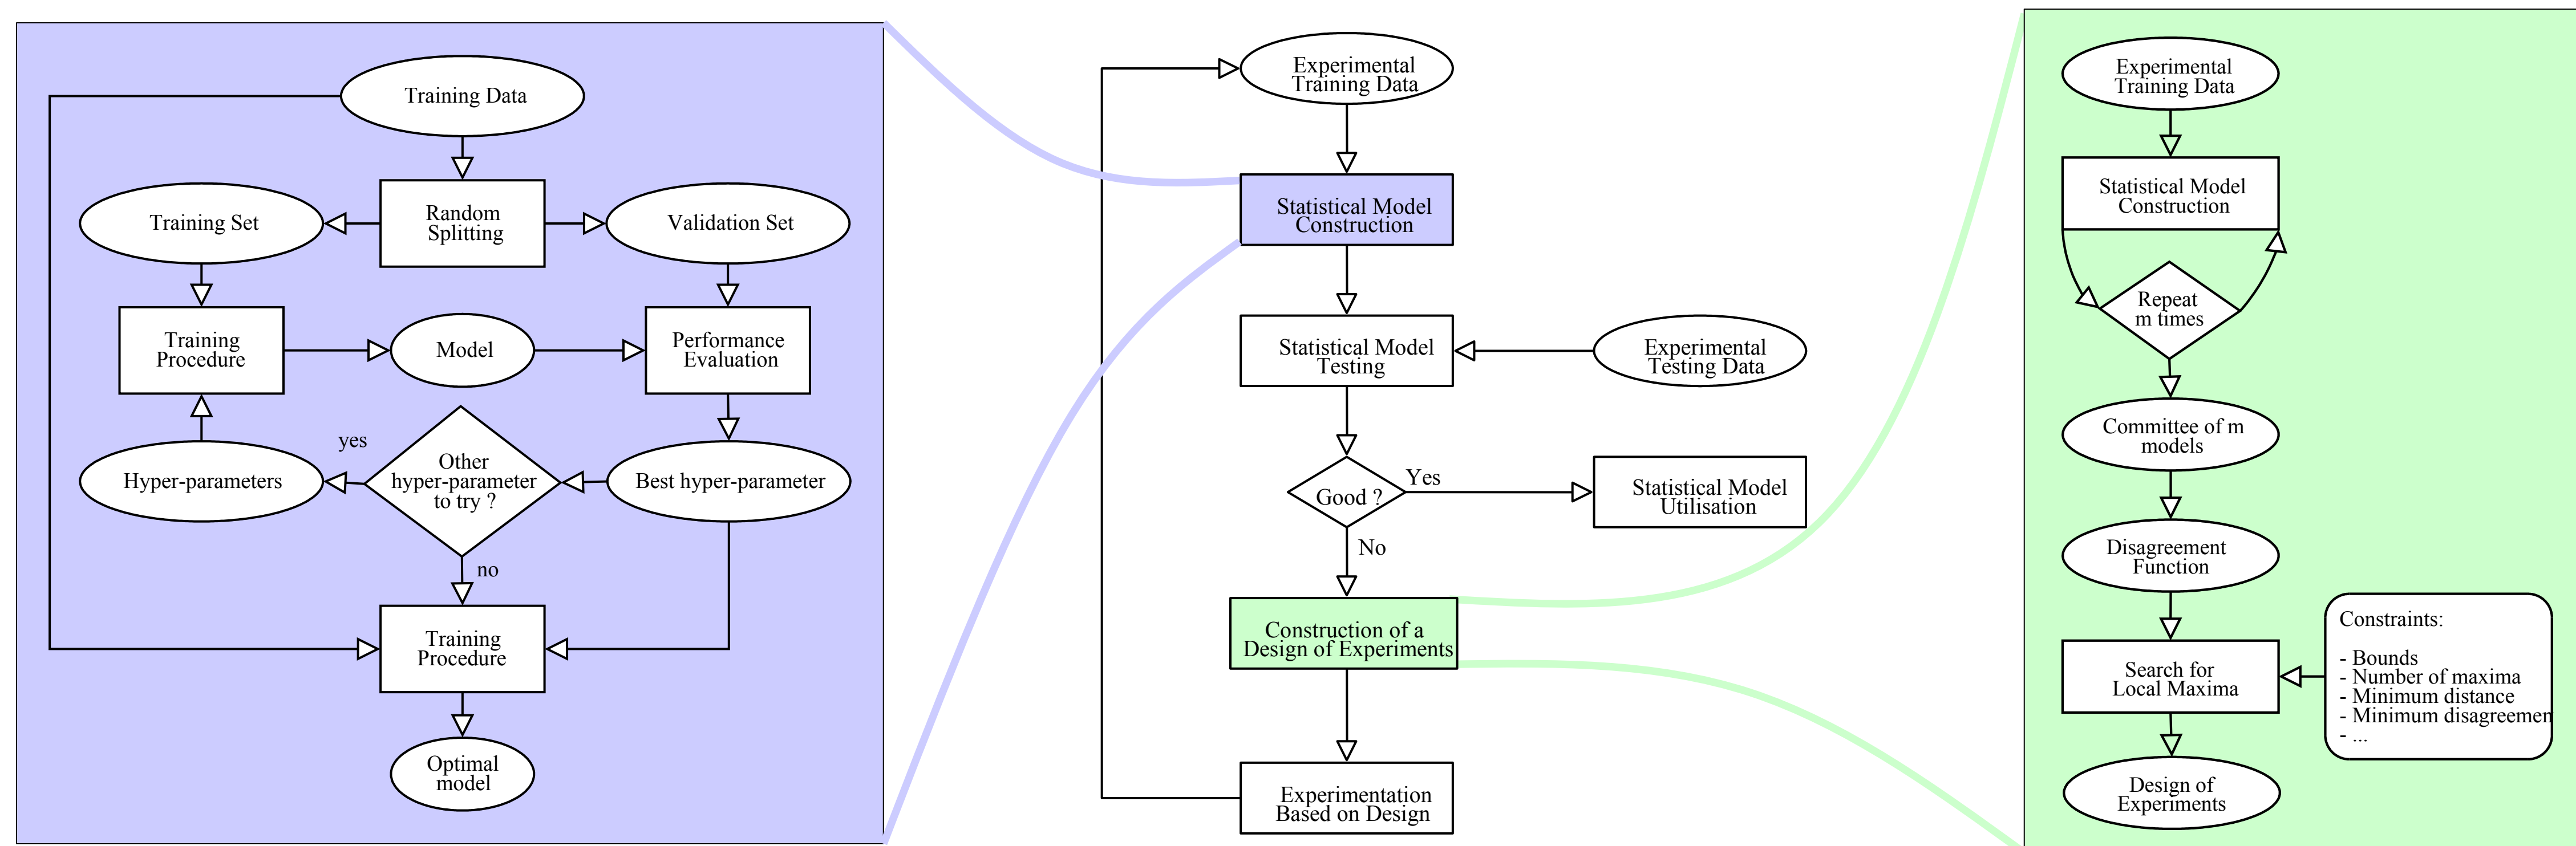 Training Data
Random
Splitting
Training Set
Validation Set
Training
Procedure
Model
Performance
Evaluation
yes
Hyper-parameters
Other
hyper-parameter
to try ?
Best hyper-parameter
no
Training
Procedure
Optimal
model
Experimental
Training Data
Statistical Model
Construction
Statistical Model
Testing
Experimental
Testing Data
Good ?
Yes
Statistical Model
Utilisation
No
Construction of a
Design of Experiments
Experimentation
Based on Design
Experimental
Training Data
Statistical Model
Construction
Repeat
m times
Committee of m
models
Disagreement
Function
Search for
Local Maxima
Constraints:
- Bounds
- Number of maxima
- Minimum distance
- Minimum disagreemen
- ...
Design of
Experiments